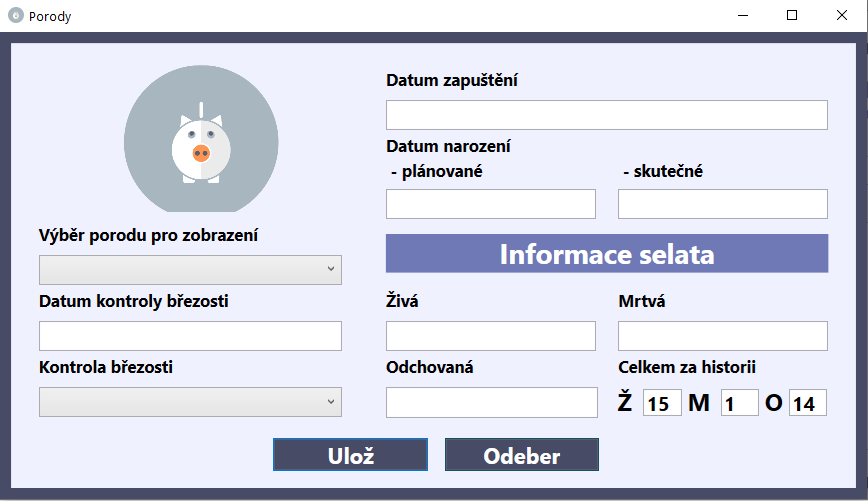 Porody
Datum zapuštění
Datum narození
- plánované
- skutečné
Výběr porodu pro zobrazení
Informace selata
Datum kontroly březosti
Živá
Mrtvá
Kontrola březosti
Odchovaná
Celkem za historii
Ž 15 M 1 O 14
Ulož
Odeber